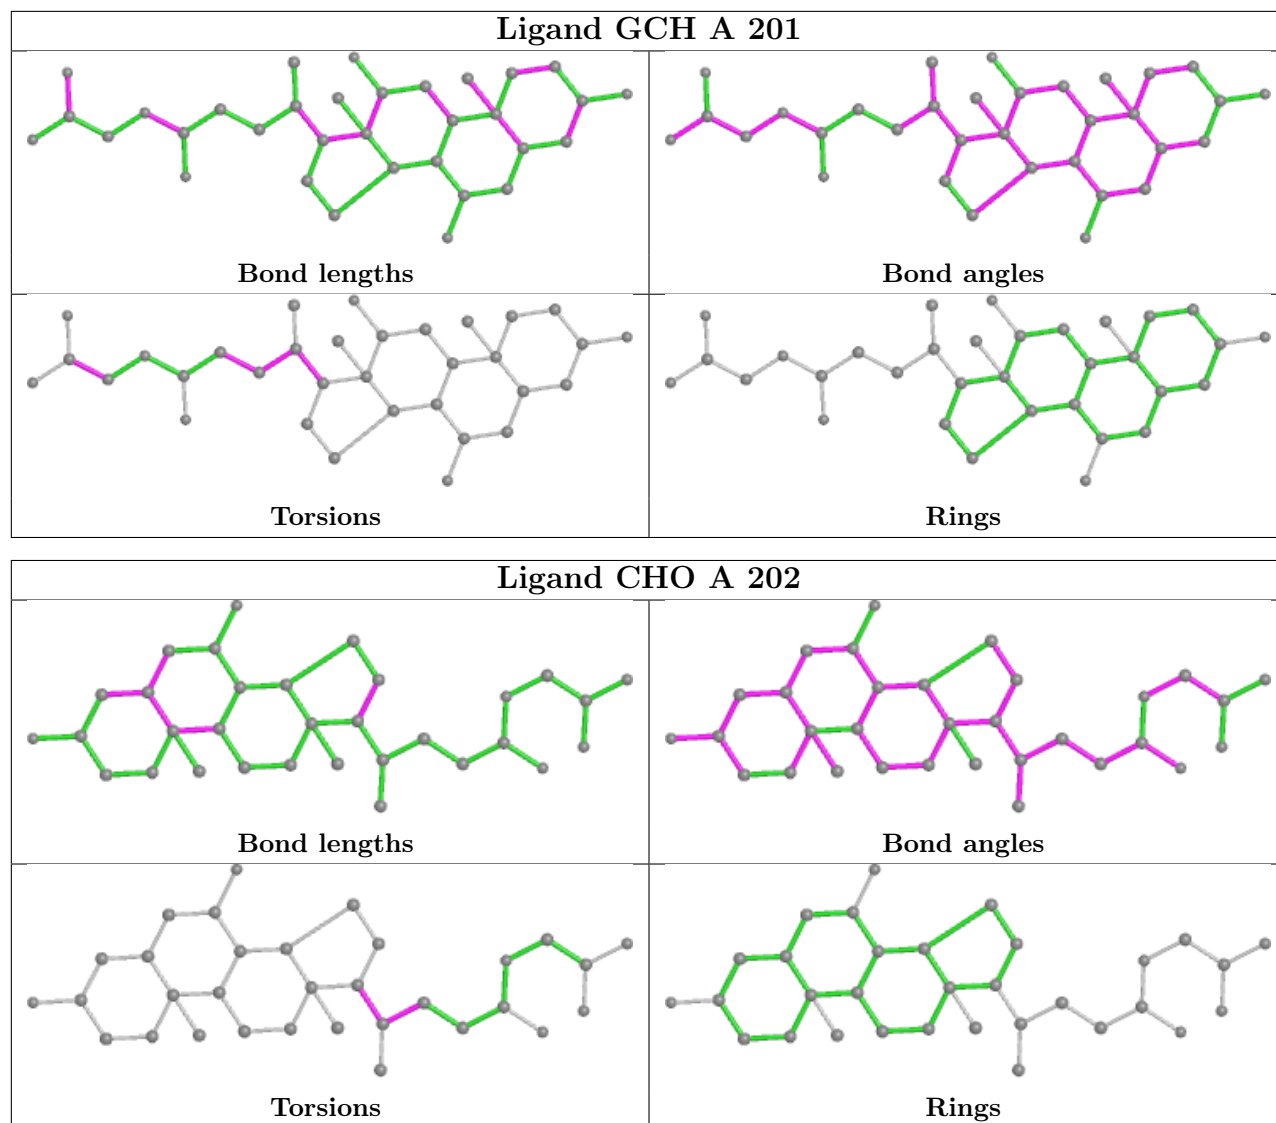 Ligand GCH A 201
Bond lengths
Bond angles
Torsions
Rings
Ligand CHO A 202
Bond lengths
Bond angles
Torsions
Rings